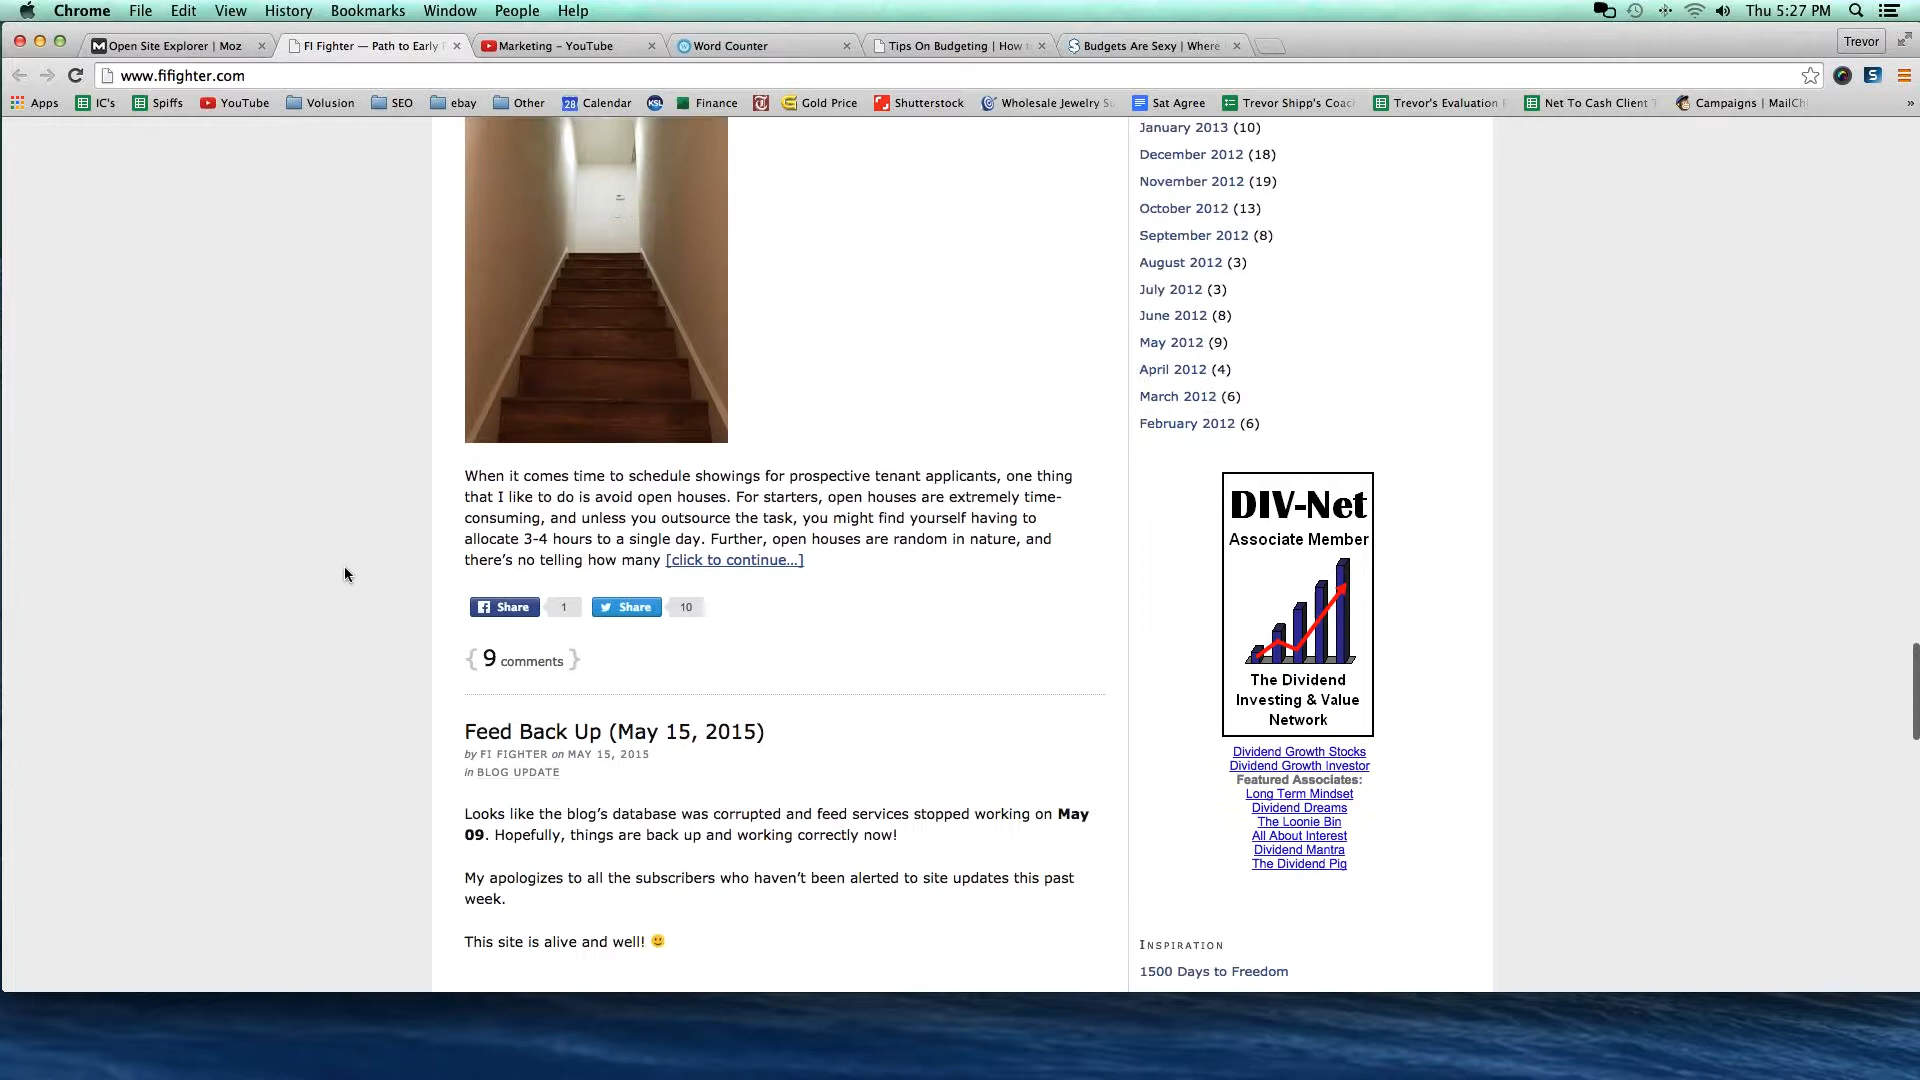 Chrome File Edit View History Bookmarks Window People Help Thu 5:27 PM
Open Site Explorer | Moz FI Fighter — Path to Early Marketing - YouTube Word Counter Tips On Budgeting | How Budgets Are Sexy | Where Trevor
www.fifighter.com
Apps IC's Spiffs YouTube Volusion SEO ebay Other 28 Calendar KSL Finance Gold Price Shutterstock Wholesale Jewelry Sat Agree Trevor Shipp's Coac Trevor's Evaluation Net To Cash Client Campaigns | MailChi »
When it comes time to schedule showings for prospective tenant applicants, one thing
that I like to do is avoid open houses. For starters, open houses are extremely time-
consuming, and unless you outsource the task, you might find yourself having to
allocate 3-4 hours to a single day. Further, open houses are random in nature, and
there's no telling how many [click to continue...]
Share 1 Share 10
{ 9 comments }
Feed Back Up (May 15, 2015)
by FI FIGHTER on MAY 15, 2015
in BLOG UPDATE
Looks like the blog's database was corrupted and feed services stopped working on May
09. Hopefully, things are back up and working correctly now!
My apologizes to all the subscribers who haven't been alerted to site updates this past
week.
This site is alive and well!
January 2013 (10)
December 2012 (18)
November 2012 (19)
October 2012 (13)
September 2012 (8)
August 2012 (3)
July 2012 (3)
June 2012 (8)
May 2012 (9)
April 2012 (4)
March 2012 (6)
February 2012 (6)
DIV-Net
Associate Member
The Dividend
Investing & Value
Network
Dividend Growth Stocks
Dividend Growth Investor
Featured Associates:
Long Term Mindset
Dividend Dreams
The Loonie Bin
All About Interest
Dividend Mantra
The Dividend Pig
INSPIRATION
1500 Days to Freedom